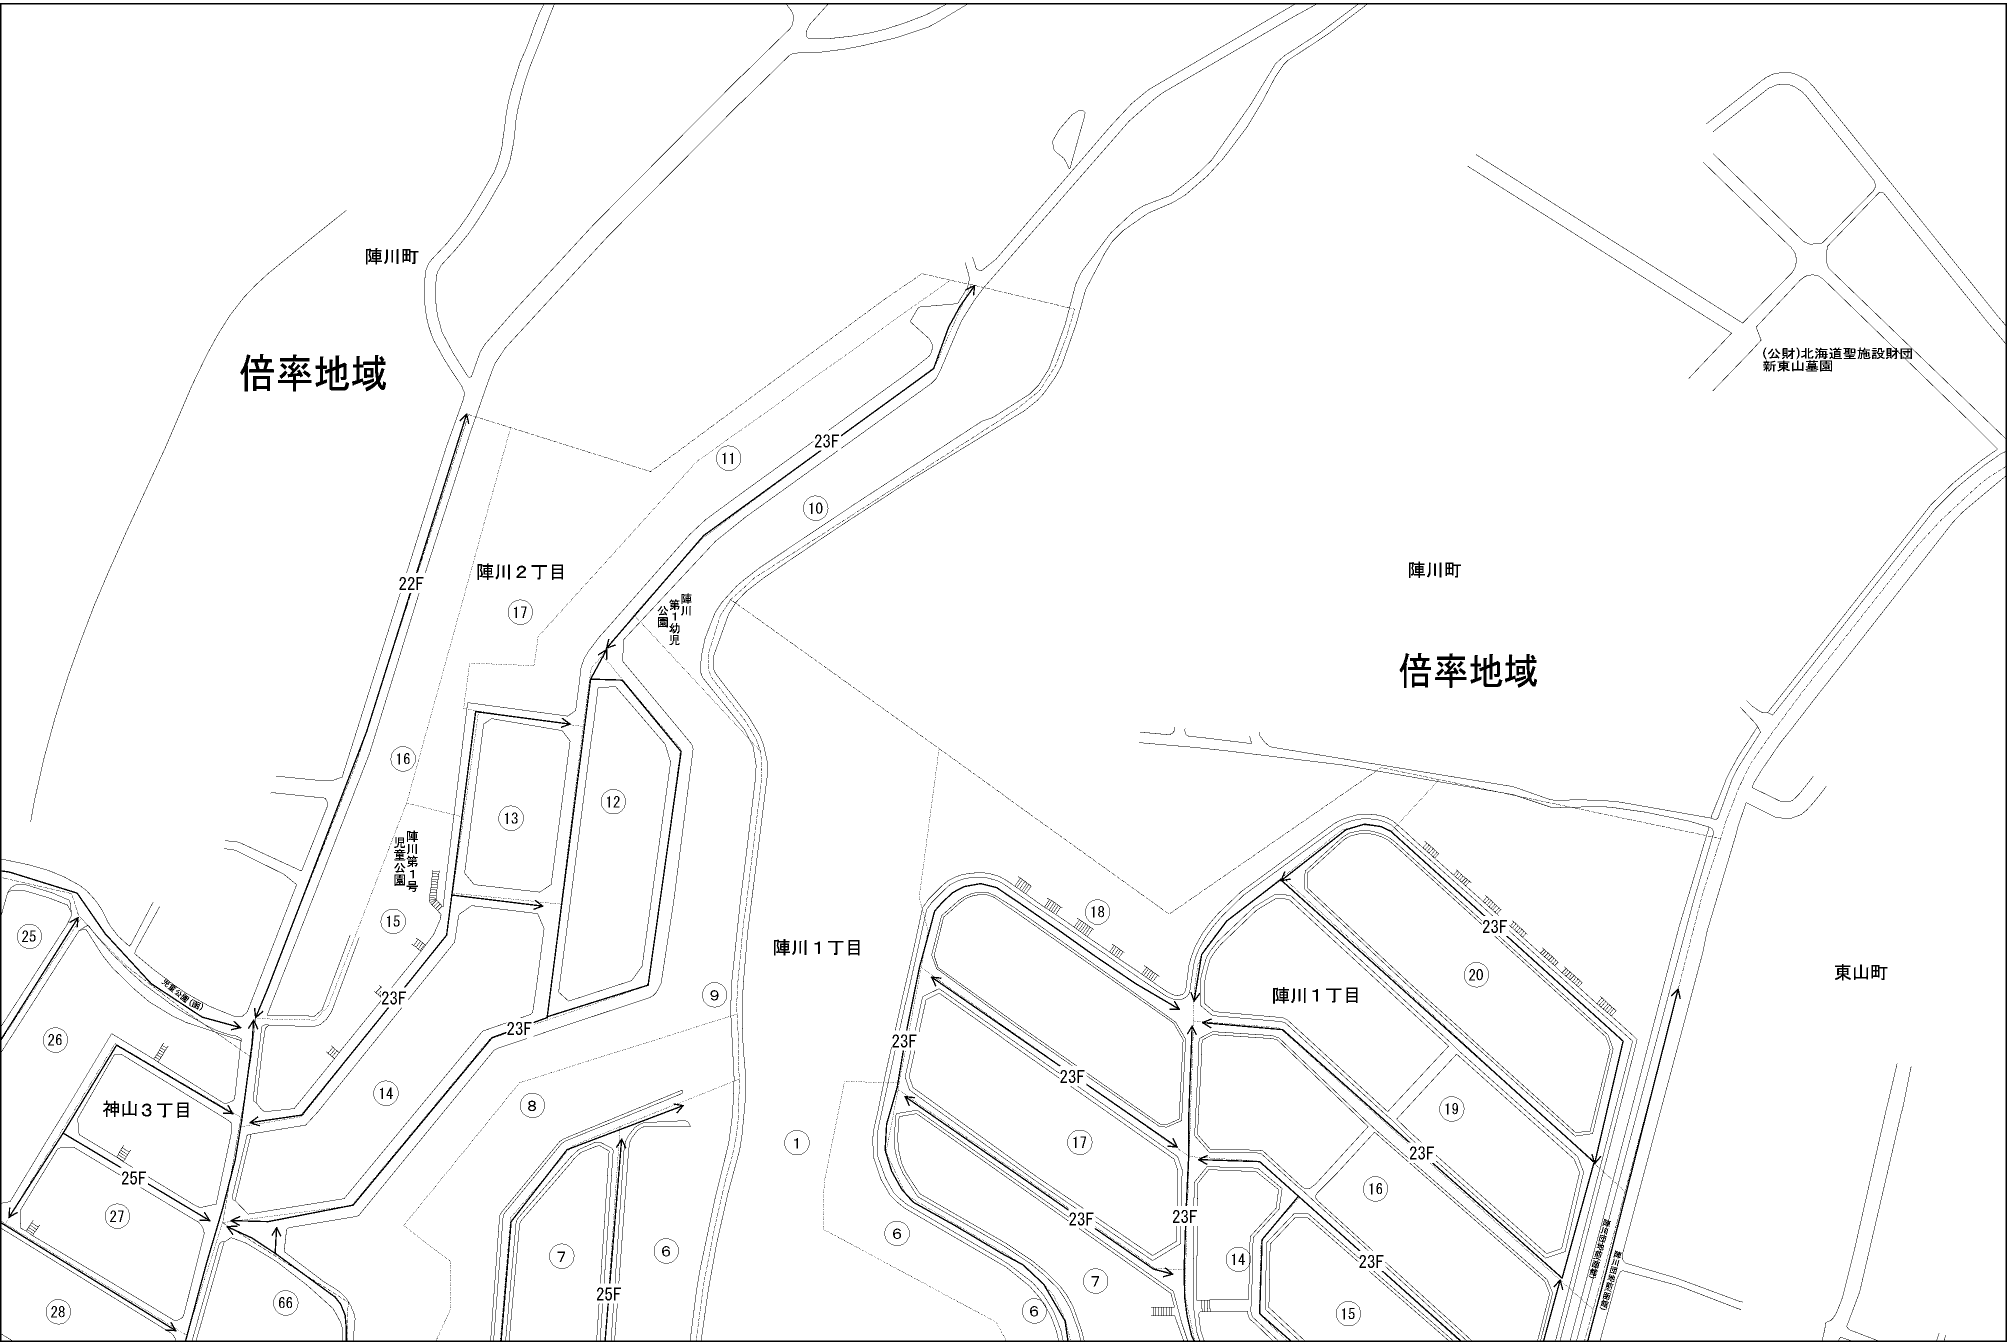 陣川町
倍率地域
(公財)北海道聖施設財団
新東山墓園
23F
⑪
⑩
陣川町
22F
陣川２丁目
⑰
陣川
第１幼児
公園
倍率地域
⑯
⑬
⑫
陣川第１号
児童公園
⑮
⑱
23F
㉕
児童公園(前)
陣川１丁目
東山町
⑳
陣川１丁目
⑨
23F
23F
㉖
23F
23F
⑭
神山３丁目
⑧
⑲
①
⑰
23F
25F
⑯
㉗
23F
23F
⑥
⑦
⑥
⑭
23F
⑦
25F
66
㉘
⑥
⑮